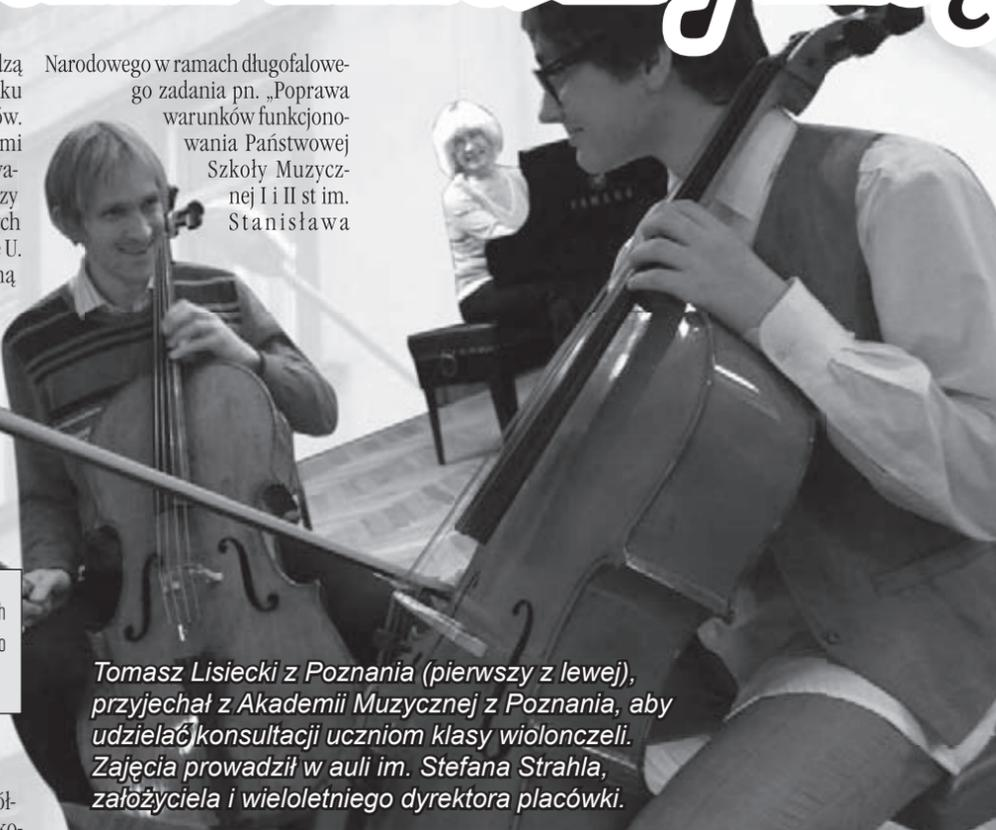 Narodowego w ramach długofalowe-
go zadania pn. „Poprawa
warunków funkcjono-
wania Państwowej
Szkoły Muzycz-
nej I i II st im.
Stanisława
YAMAHA
Tomasz Lisiecki z Poznania (pierwszy z lewej),
przyjechał z Akademii Muzycznej z Poznania, aby
udzielać konsultacji uczniom klasy wiolonczeli.
Zajęcia prowadził w auli im. Stefana Strahla,
założyciela i wieloletniego dyrektora placówki.